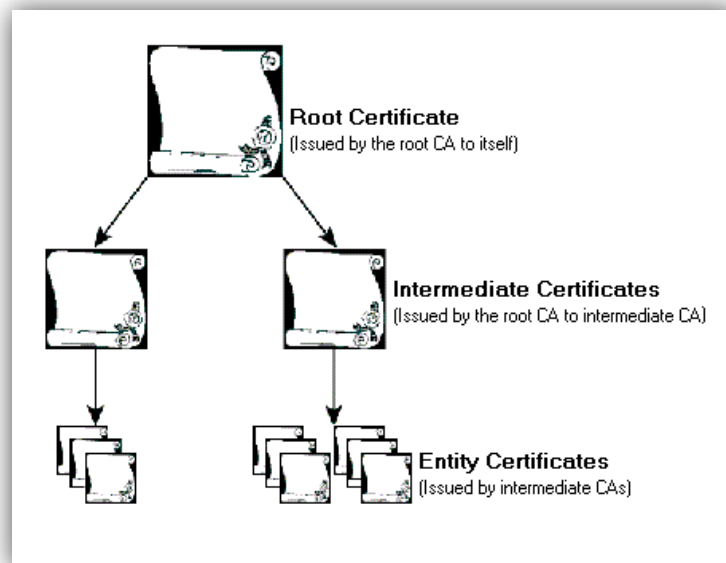 Root Certificate
(Issued by the root CA to itself)
Intermediate Certificates
(Issued by the root CA to intermediate CA)
Entity Certificates
(Issued by intermediate CAs)